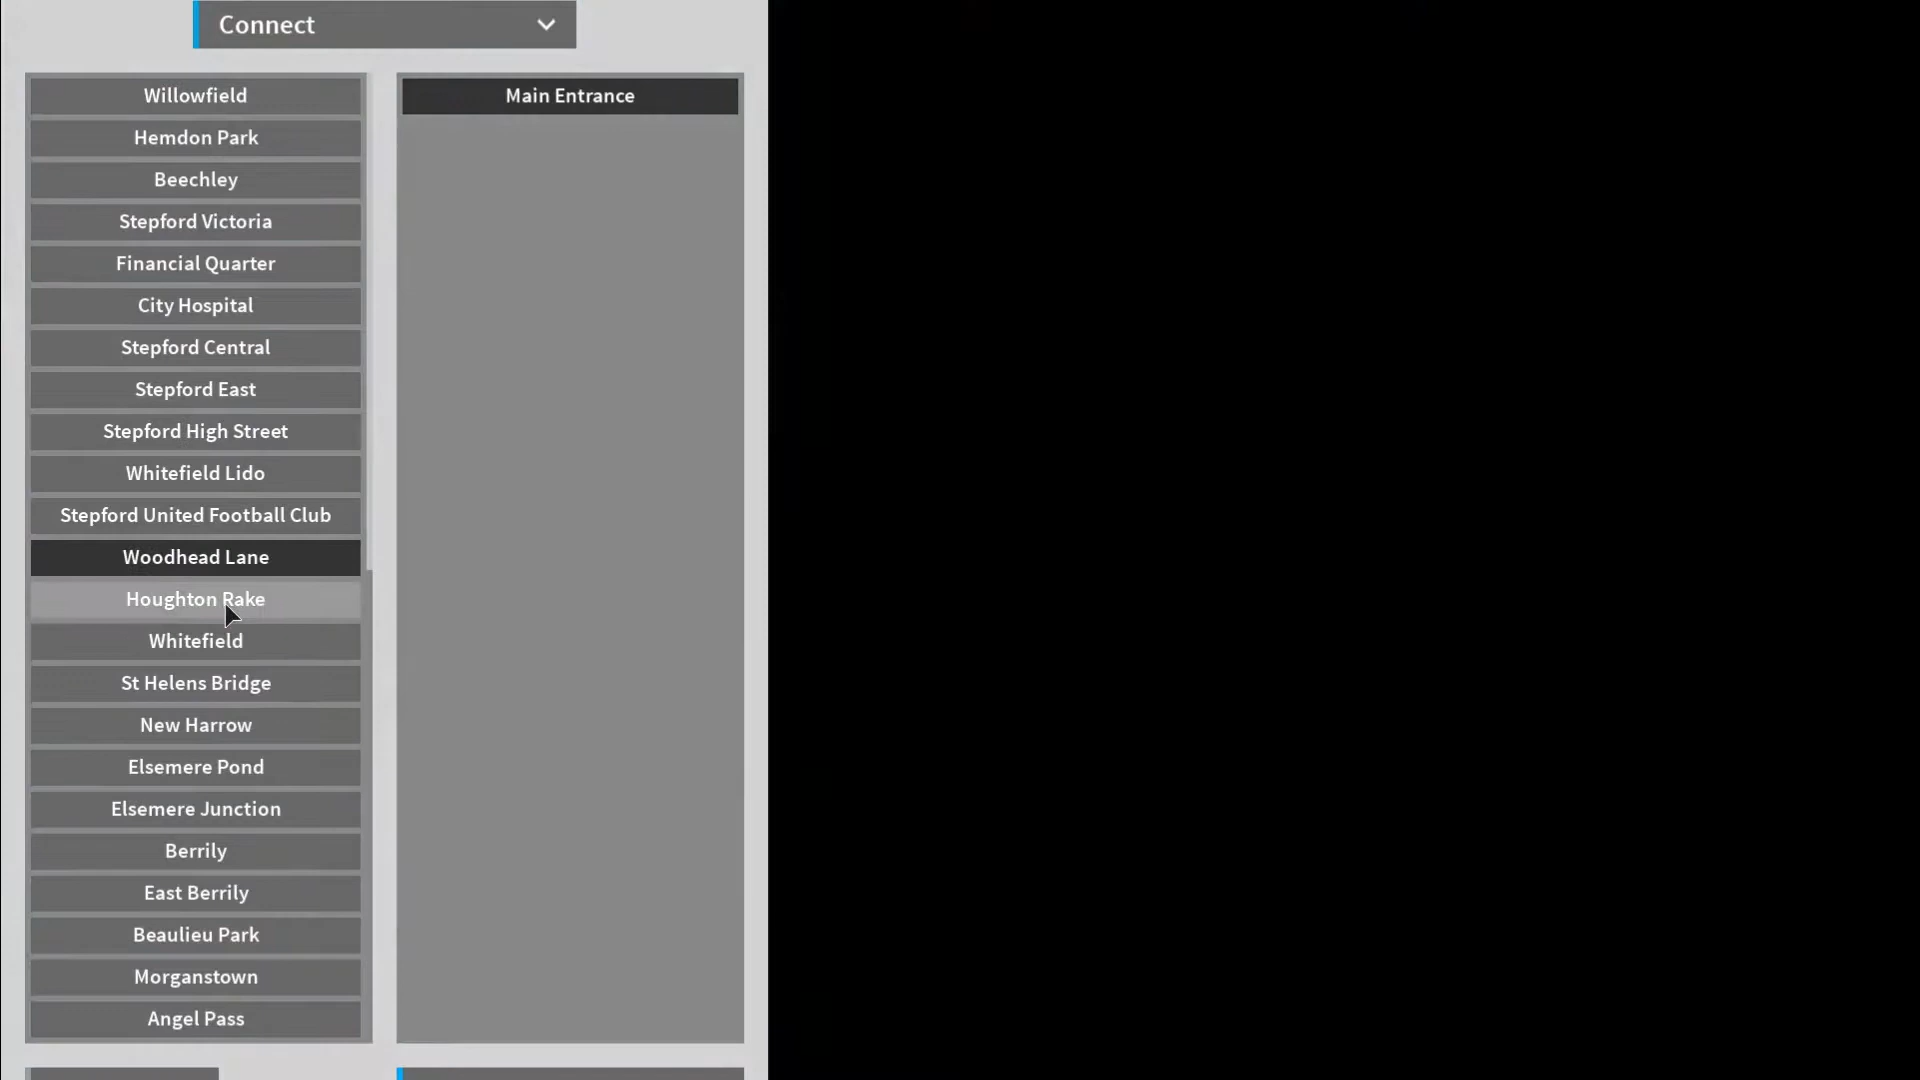 Connect
Willowfield
Hemdon Park
Beechley
Stepford Victoria
Financial Quarter
City Hospital
Stepford Central
Stepford East
Stepford High Street
Whitefield Lido
Stepford United Football Club
Woodhead Lane
Houghton Rake
Whitefield
St Helens Bridge
New Harrow
Elsemere Pond
Elsemere Junction
Berrily
East Berrily
Beaulieu Park
Morganstown
Angel Pass
Main Entrance